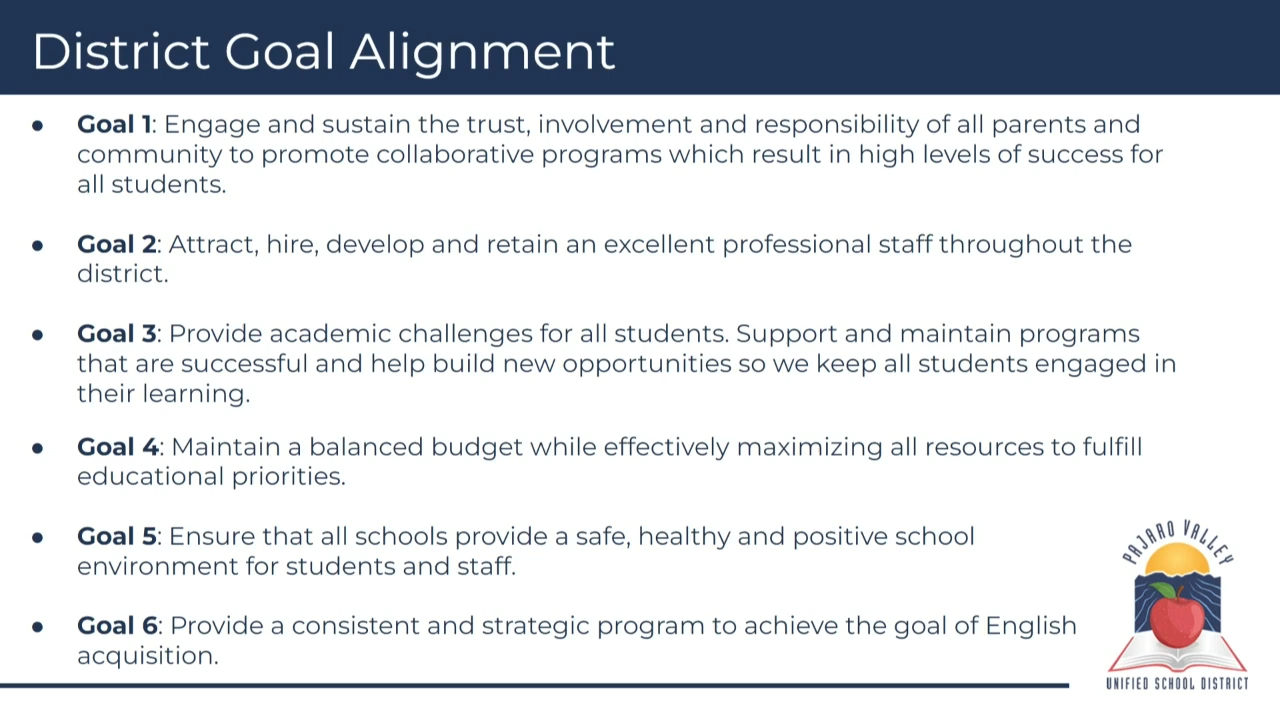 District Goal Alignment
● Goal 1: Engage and sustain the trust, involvement and responsibility of all parents and
community to promote collaborative programs which result in high levels of success for
all students.
● Goal 2: Attract, hire, develop and retain an excellent professional staff throughout the
district.
● Goal 3: Provide academic challenges for all students. Support and maintain programs
that are successful and help build new opportunities so we keep all students engaged in
their learning.
● Goal 4: Maintain a balanced budget while effectively maximizing all resources to fulfill
educational priorities.
● Goal 5: Ensure that all schools provide a safe, healthy and positive school
environment for students and staff.
● Goal 6: Provide a consistent and strategic program to achieve the goal of English
acquisition.
PAJARO VALLEY
UNIFIED SCHOOL DISTRICT